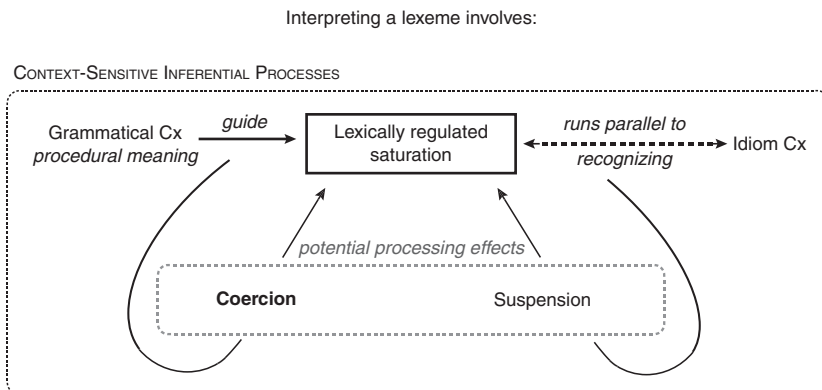 Interpreting a lexeme involves:
CONTEXT-SENSITIVE INFERENTIAL PROCESSES
Grammatical Cx
procedural meaning
guide
Lexically regulated
saturation
runs parallel to
recognizing
Idiom Cx
potential processing effects
Coercion
Suspension